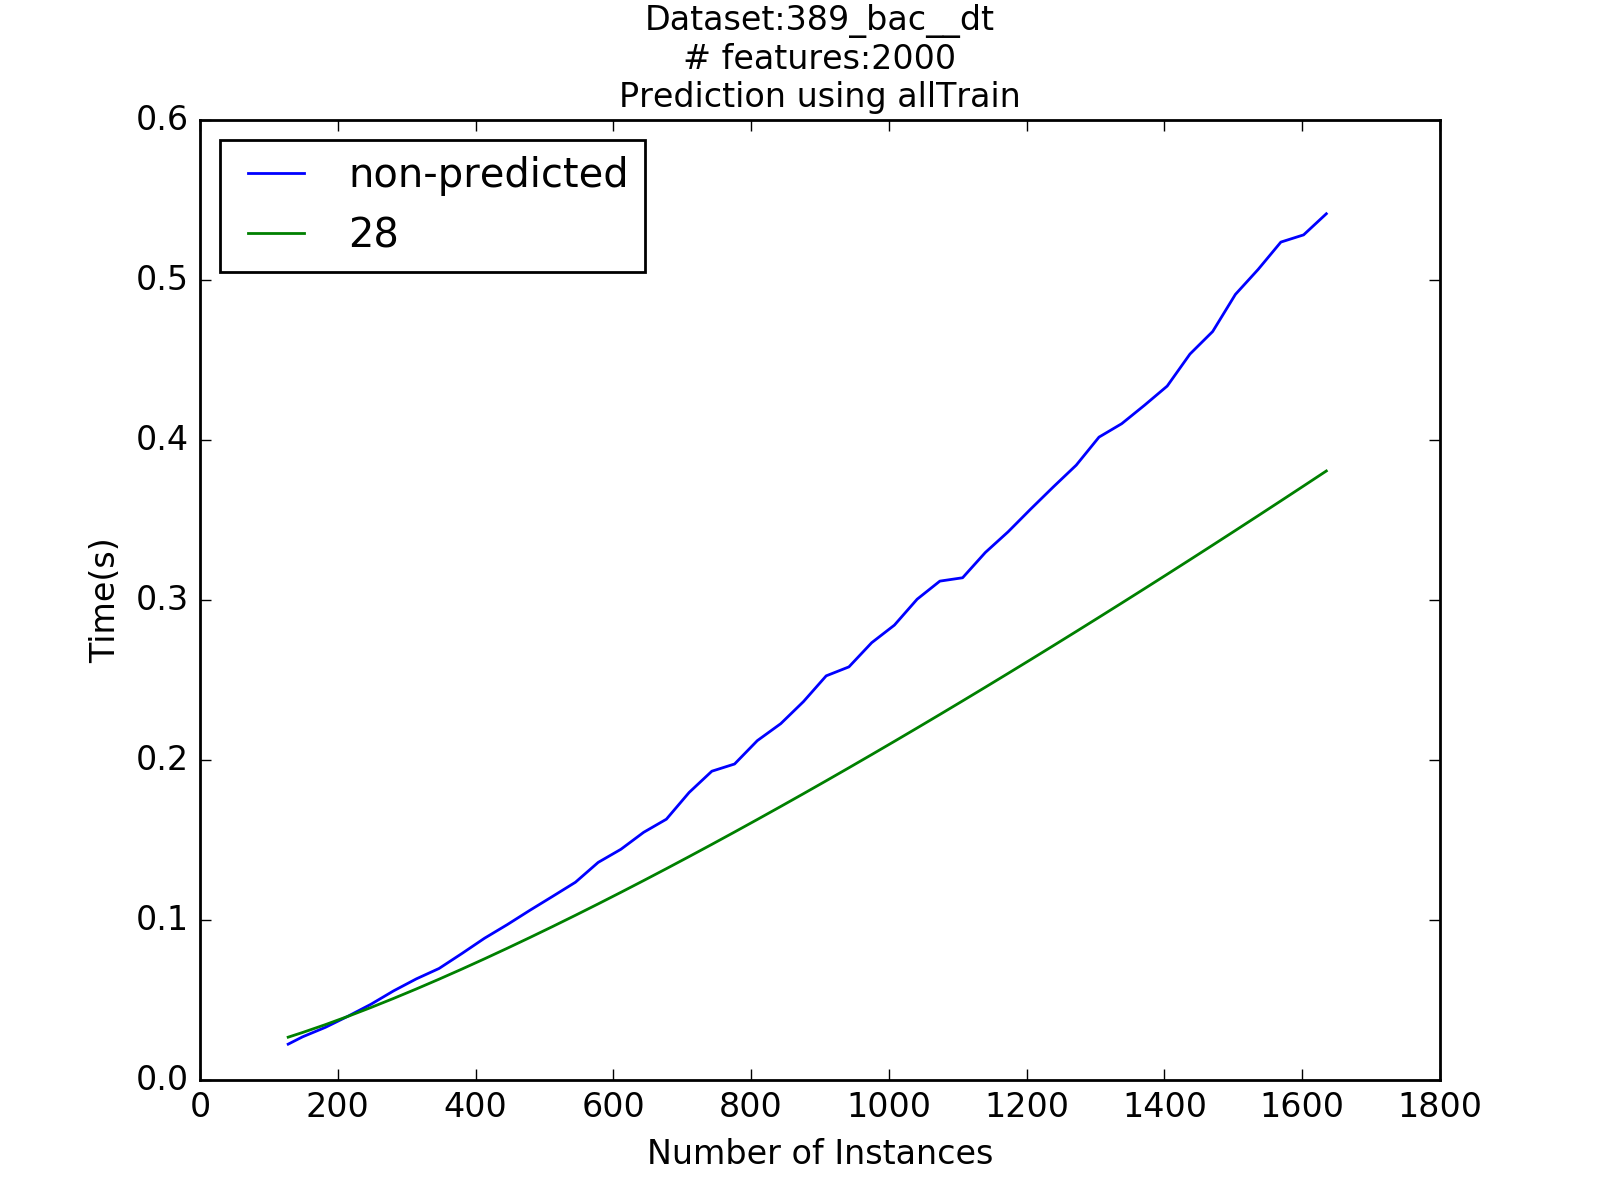 Dataset:389_bac__dt
# features:2000
Prediction using allTrain
0.6
0.5
0.4
0.3
0.2
0.1
0.0
non-predicted
28
Time(s)
0 200 400 600 800 1000 1200 1400 1600 1800
Number of Instances